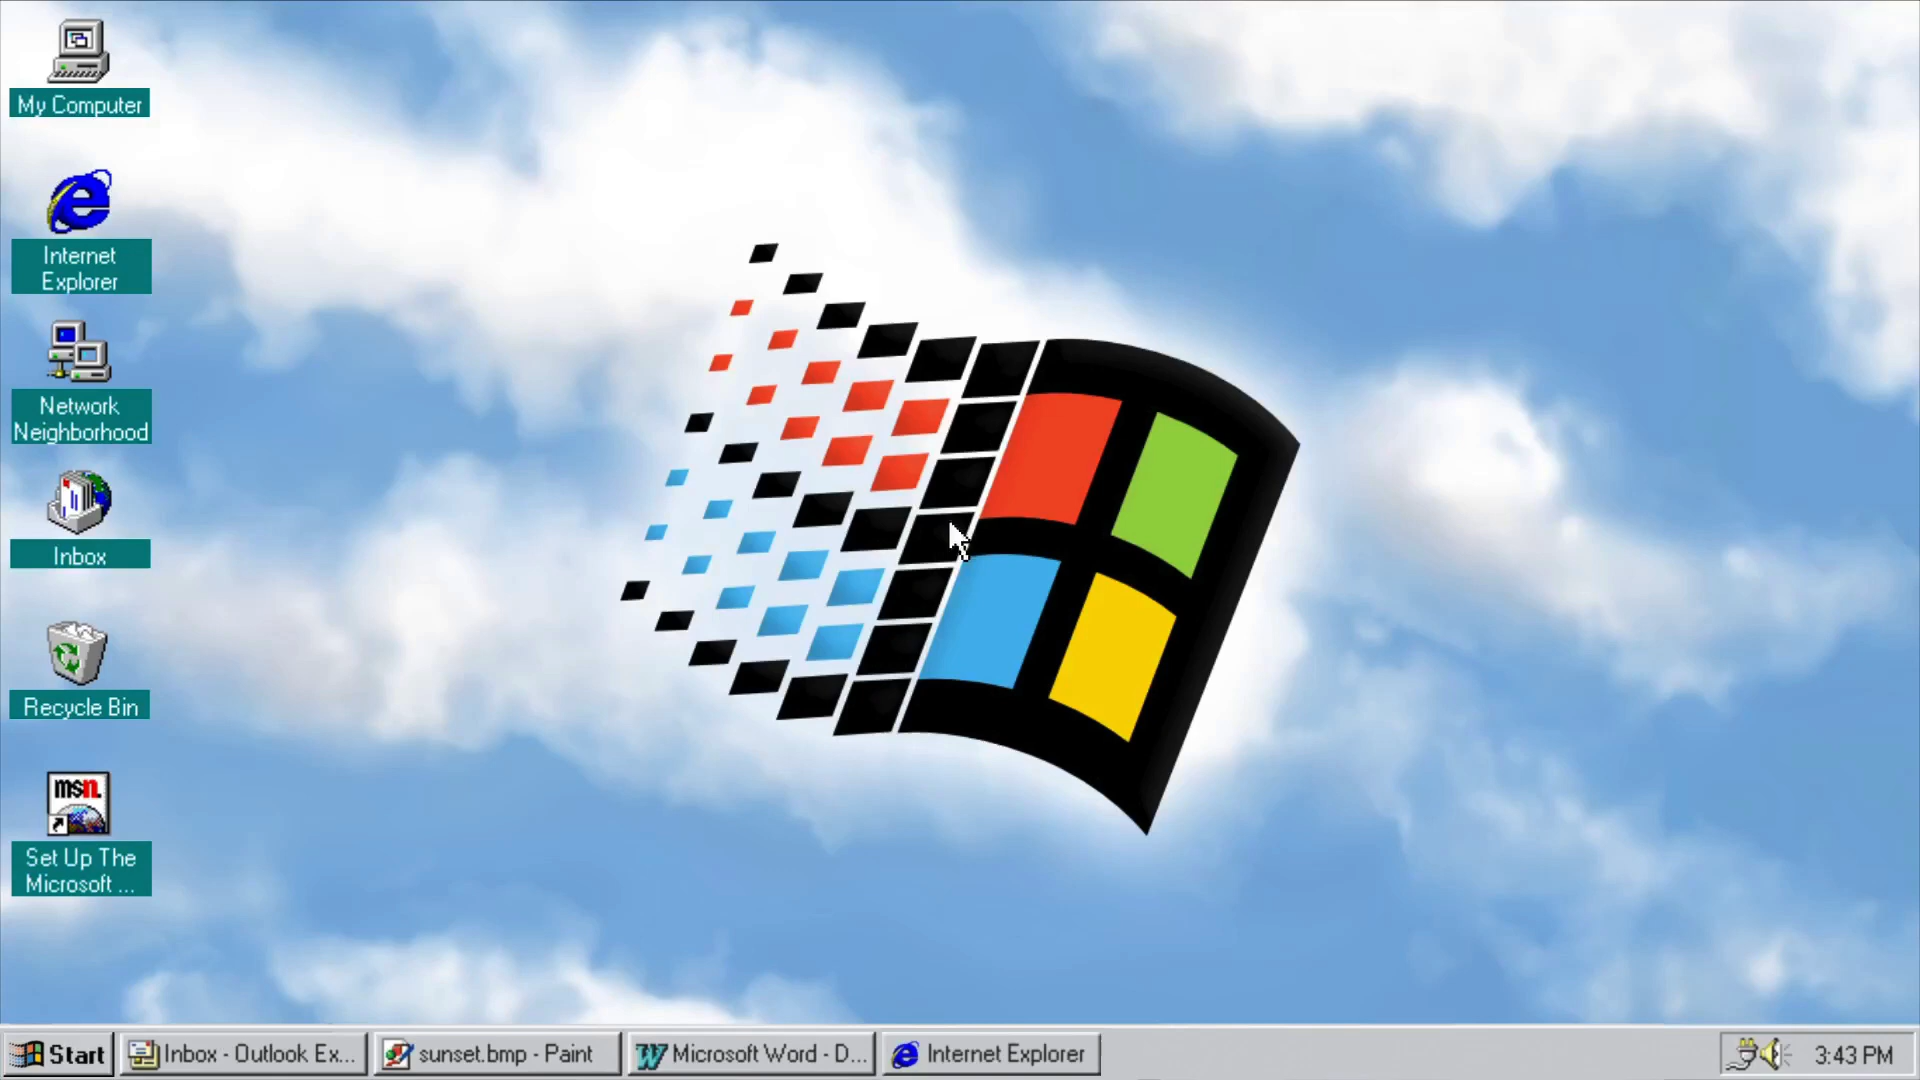 My Computer
Internet
Explorer
Network
Neighborhood
Inbox
Recycle Bin
msn.
Set Up The
Microsoft ...
Start
Inbox - Outlook Ex...
sunset.bmp - Paint
Microsoft Word - D...
Internet Explorer
3:43 PM